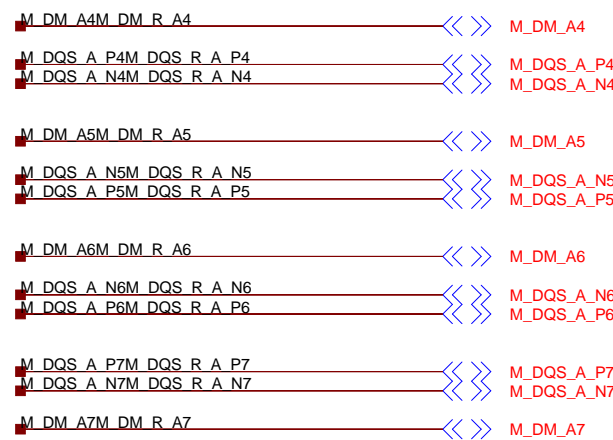 M_DM_A4M_DM_R_A4 M_DM_A4
M_DQS_A_P4M_DQS_R_A_P4 M_DQS_A_P4
M_DQS_A_N4M_DQS_R_A_N4 M_DQS_A_N4
M_DM_A5M_DM_R_A5 M_DM_A5
M_DQS_A_N5M_DQS_R_A_N5 M_DQS_A_N5
M_DQS_A_P5M_DQS_R_A_P5 M_DQS_A_P5
M_DM_A6M_DM_R_A6 M_DM_A6
M_DQS_A_N6M_DQS_R_A_N6 M_DQS_A_N6
M_DQS_A_P6M_DQS_R_A_P6 M_DQS_A_P6
M_DQS_A_P7M_DQS_R_A_P7 M_DQS_A_P7
M_DQS_A_N7M_DQS_R_A_N7 M_DQS_A_N7
M_DM_A7M_DM_R_A7 M_DM_A7